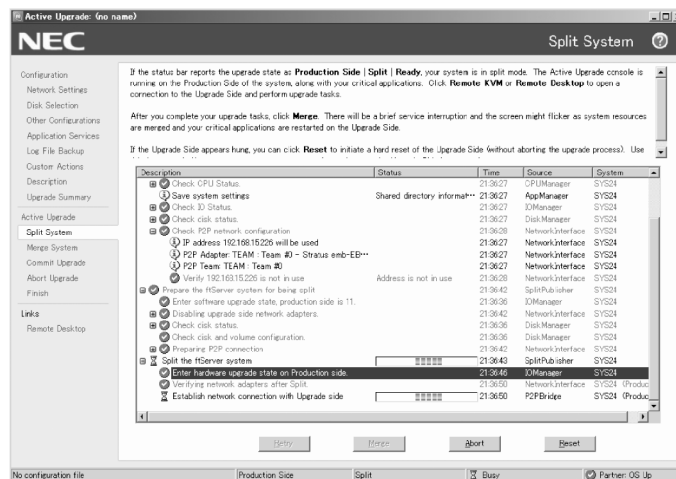 Active Upgrade: (no name)
NEC
Split System
Configuration
Network Settings
Disk Selection
Other Configurations
Application Services
Log File Backup
Custom Actions
Description
Upgrade Summary
Active Upgrade
Split System
Merge System
Commit Upgrade
Abort Upgrade
Finish
Links
Remote Desktop
If the status bar reports the upgrade state as Production Side | Split | Ready, your system is in split mode. The Active Upgrade console is
running on the Production Side of the system, along with your critical applications. Click Remote KVM or Remote Desktop to open a
connection to the Upgrade Side and perform upgrade tasks.
After you complete your upgrade tasks, click Merge. There will be a brief service interruption and the screen might flicker as system resources
are merged and your critical applications are restarted on the Upgrade Side.
If the Upgrade Side appears hung, you can click Reset to initiate a hard reset of the Upgrade Side (without aborting the upgrade process). Use
Description Status Time Source System
Check CPU Status. 21:36:27 CPUManager SYS24
Save system settings Shared directory informat... 21:36:27 AppManager SYS24
Check IO Status. 21:36:27 IOManager SYS24
Check disk status. 21:36:27 DiskManager SYS24
Check P2P network configuration 21:36:28 NetworkInterface SYS24
IP address 192.168.15.226 will be used 21:36:27 NetworkInterface SYS24
P2P Adapter: TEAM : Team #0 - Stratus emb-EE... 21:36:27 NetworkInterface SYS24
P2P Team: TEAM : Team #0 21:36:27 NetworkInterface SYS24
Verify 192.168.15.226 is not in use Address is not in use 21:36:28 NetworkInterface SYS24
Prepare the ftServer system for being split 21:36:42 SplitPublisher SYS24
Enter software upgrade state, production side is 11. 21:36:36 IOManager SYS24
Disabling upgrade side network adapters. 21:36:42 NetworkInterface SYS24
Check disk status. 21:36:36 DiskManager SYS24
Check disk and volume configuration. 21:36:36 DiskManager SYS24
Preparing P2P connection 21:36:42 NetworkInterface SYS24
Split the ftServer system 21:36:43 SplitPublisher SYS24
Enter hardware upgrade state on Production side. 21:36:46 IOManager SYS24
Verifying network adapters after Split. 21:36:50 NetworkInterface SYS24 (Produc
Establish network connection with Upgrade side 21:36:50 P2PBridge SYS24 (Produc
Retry Merge Abort Reset
No configuration file Production Side Split Busy Partner: OS Up